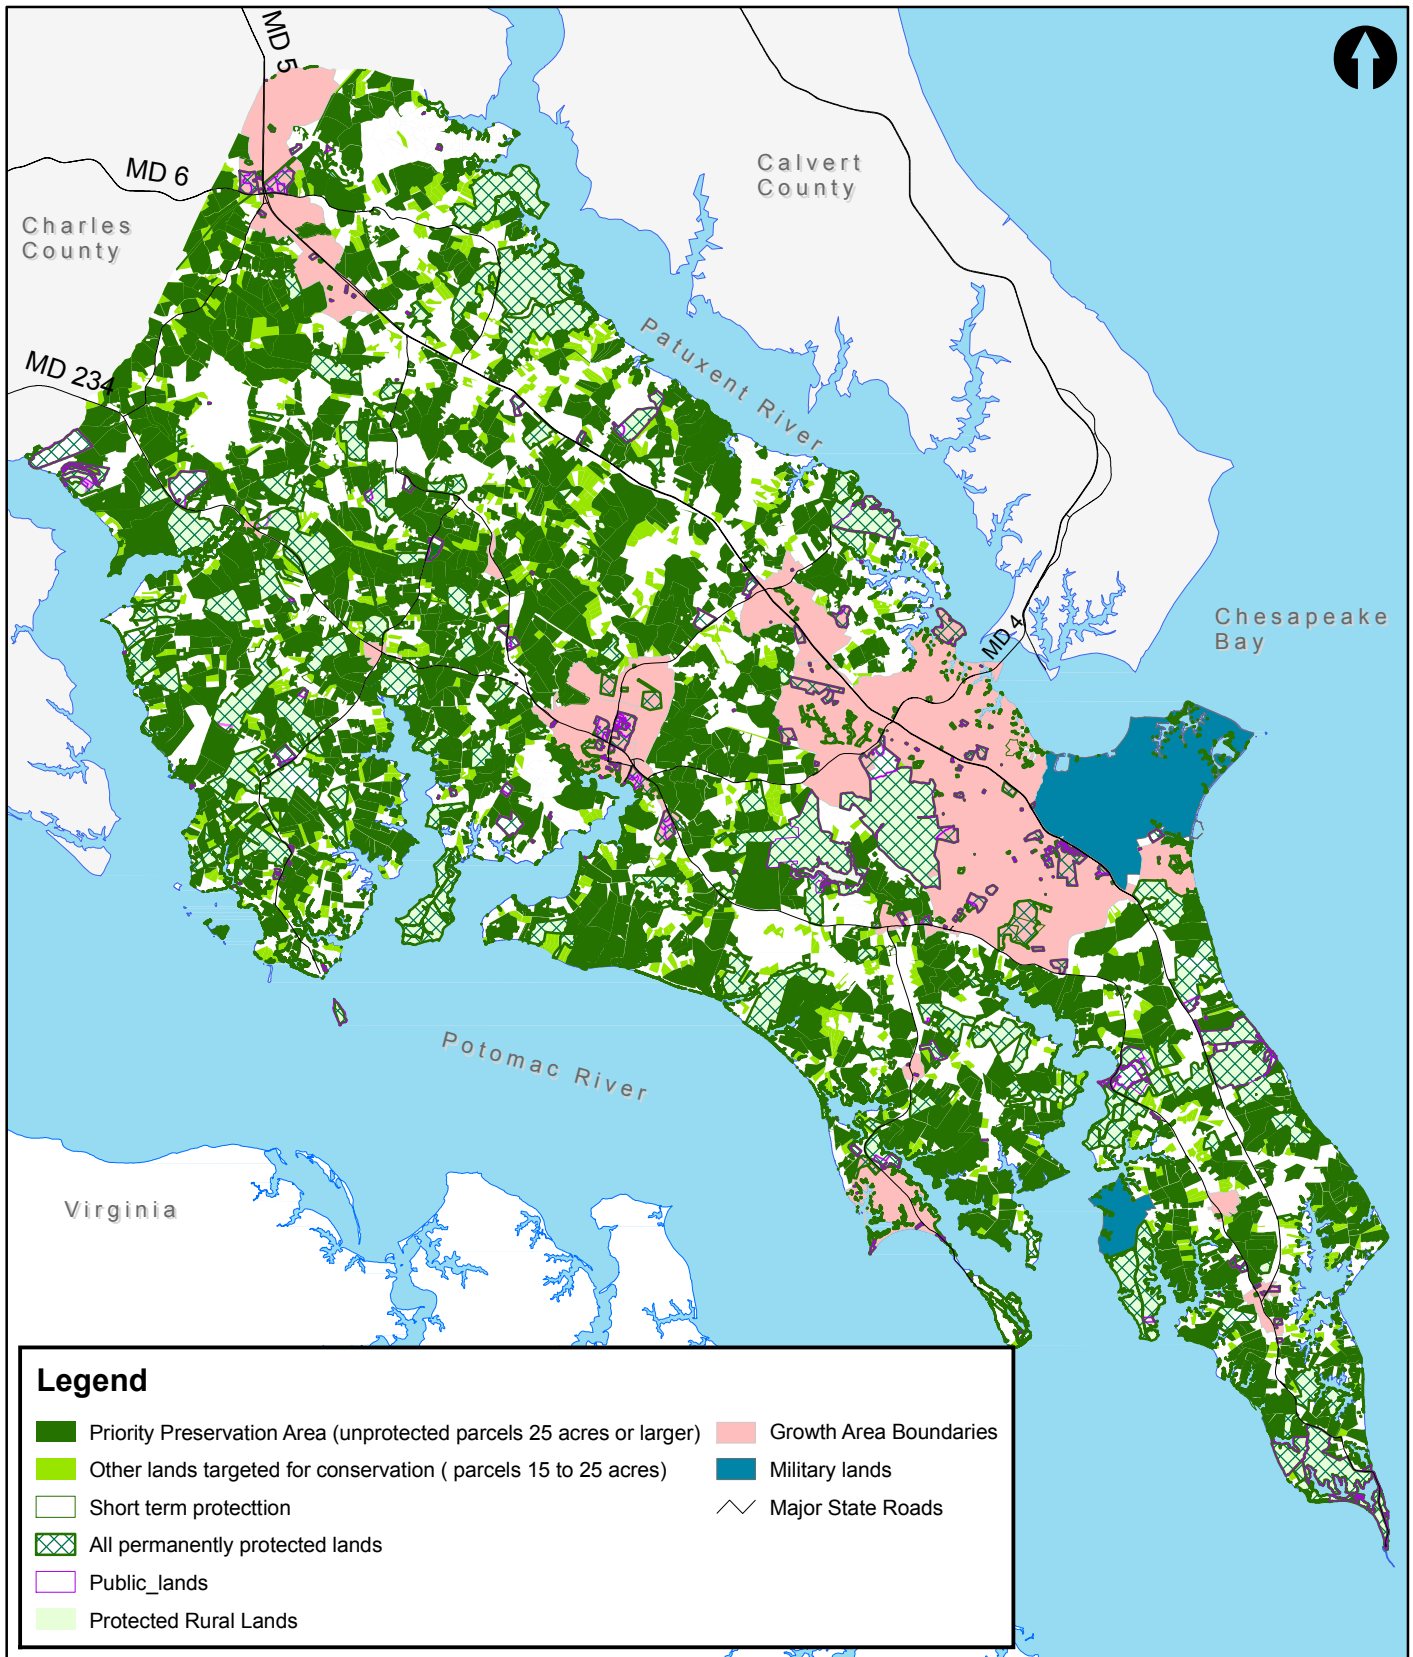 MD 5
MD 6
Calvert
County
Charles
County
Patuxent River
MD 234
MD 4
Chesapeake
Bay
Potomac River
Virginia
Legend
Priority Preservation Area (unprotected parcels 25 acres or larger)
Other lands targeted for conservation ( parcels 15 to 25 acres)
Short term protecttion
All permanently protected lands
Public_lands
Protected Rural Lands
Growth Area Boundaries
Military lands
Major State Roads